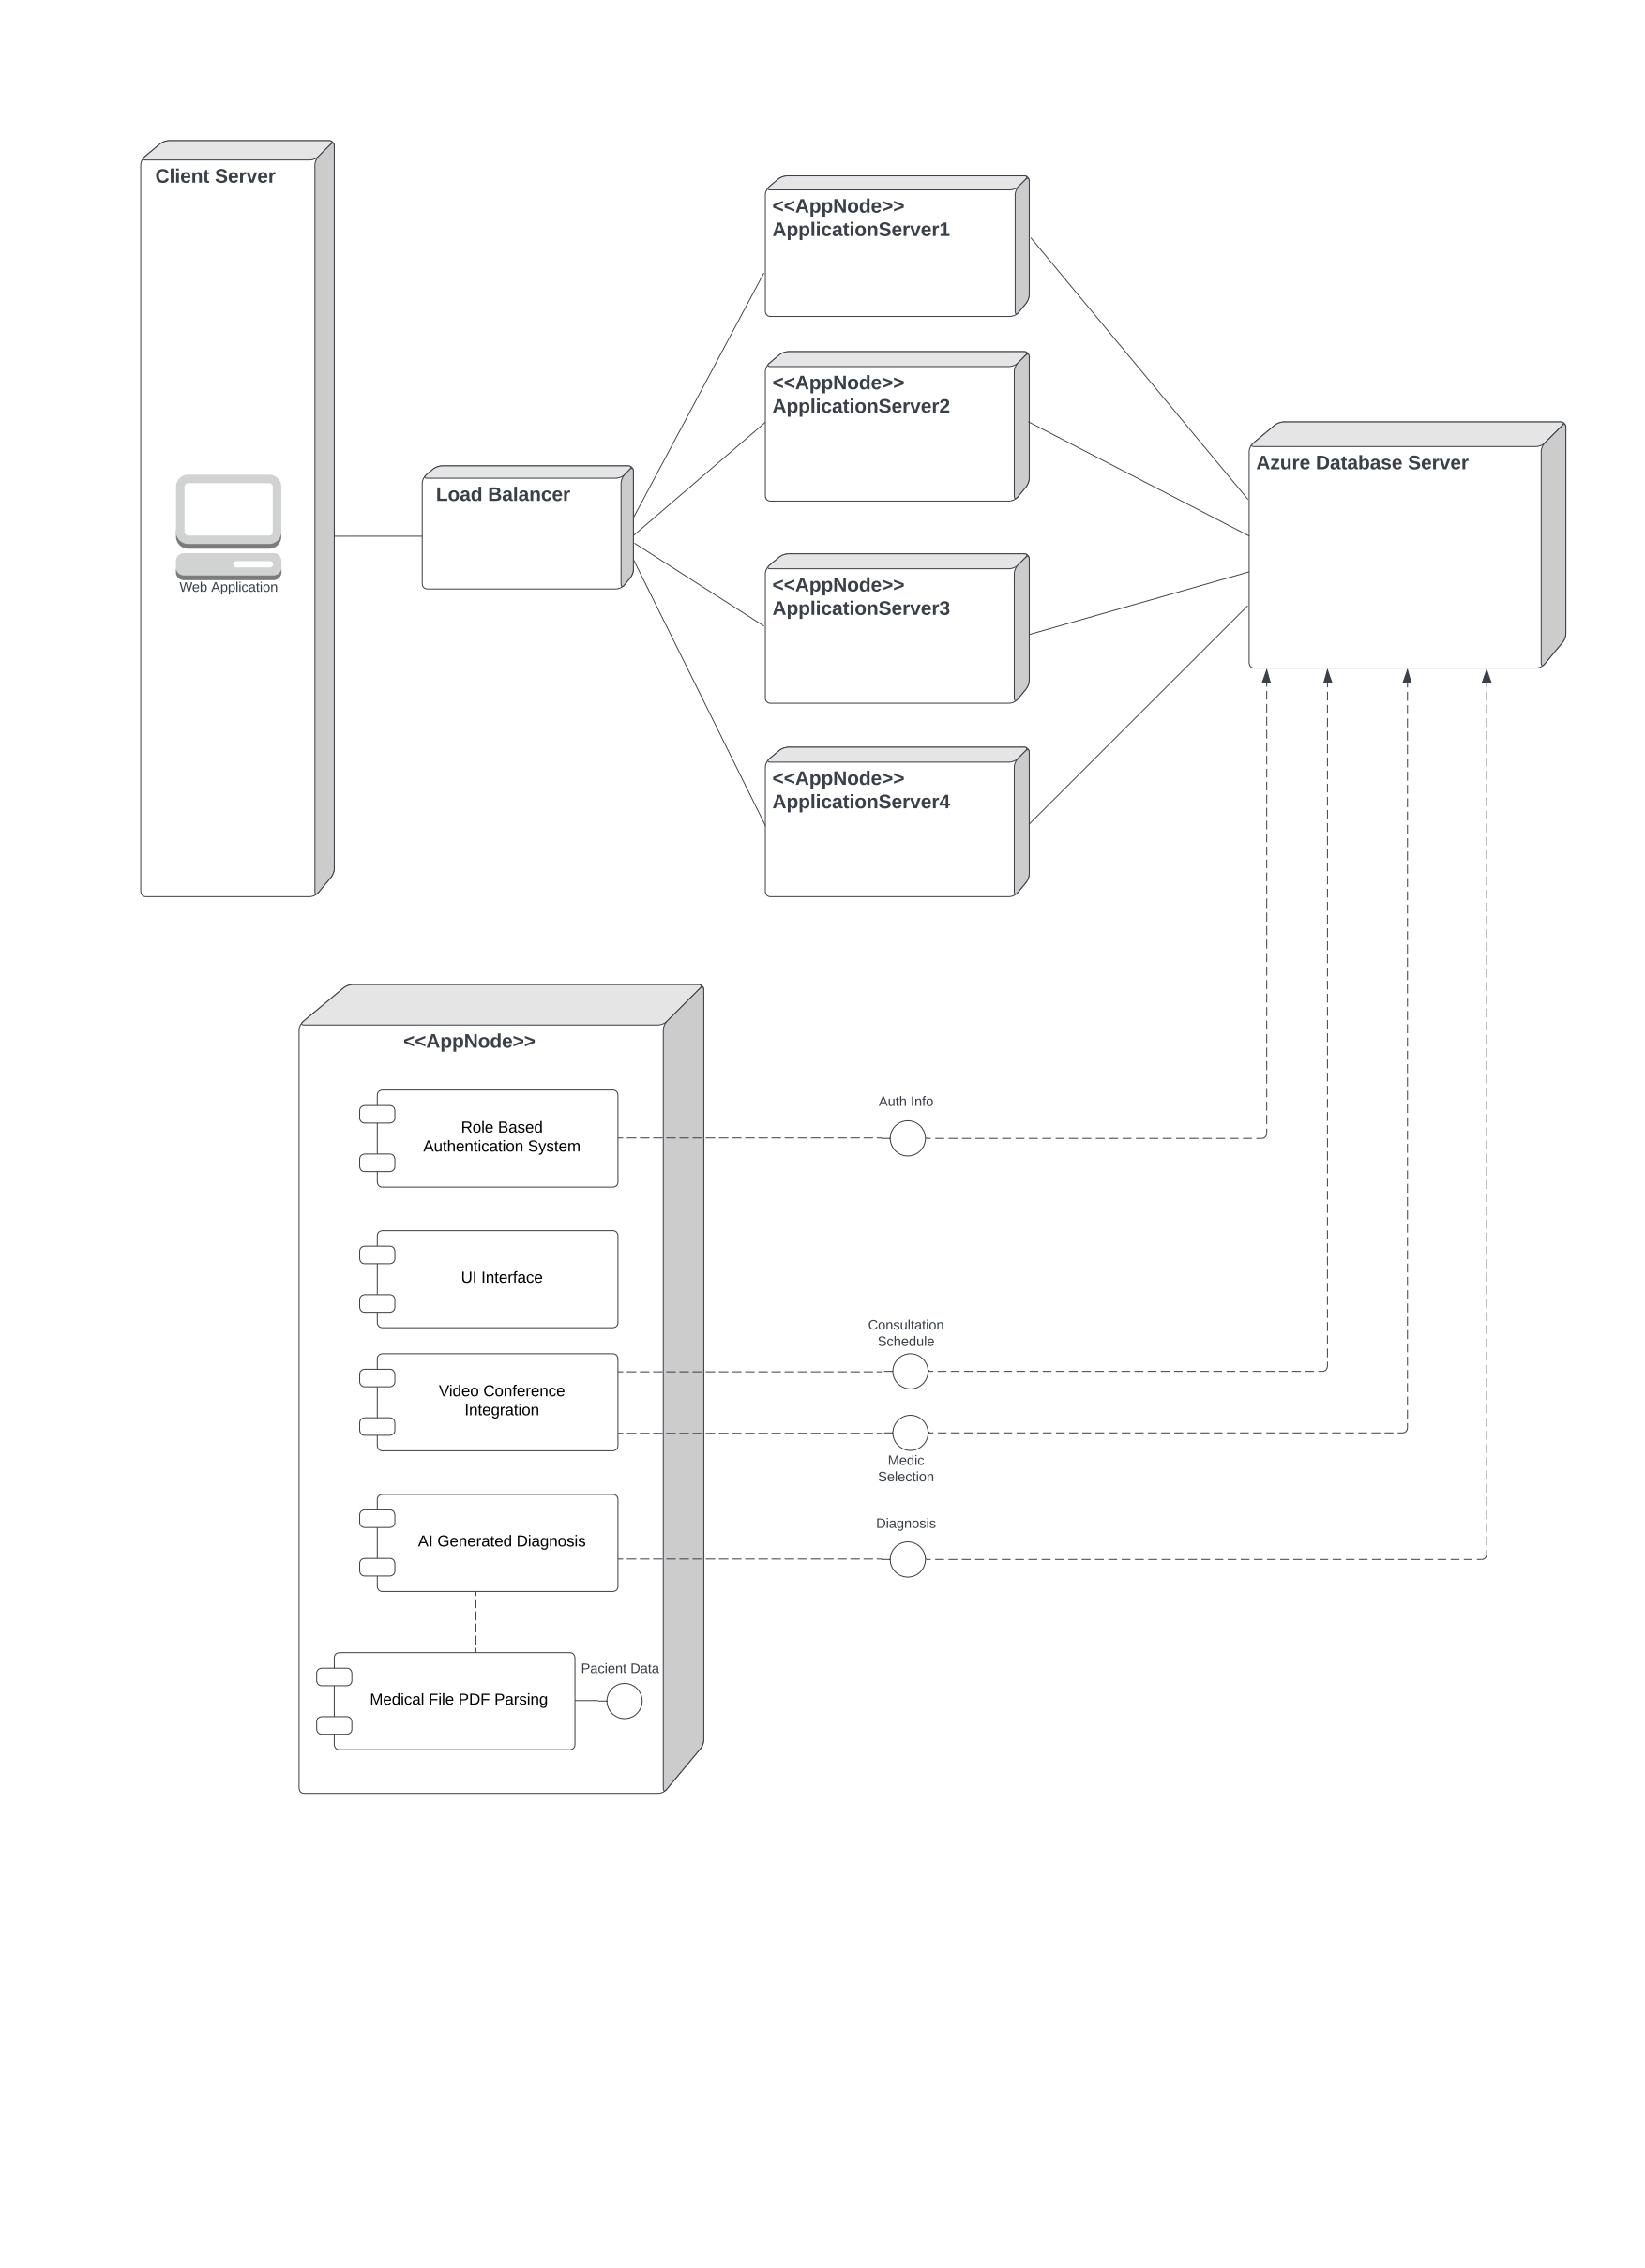 Client Server
Web Application
Load Balancer
<<AppNode>>
ApplicationServer1
<<AppNode>>
ApplicationServer2
<<AppNode>>
ApplicationServer3
<<AppNode>>
ApplicationServer4
Azure Database Server
<<AppNode>>
Role Based
Authentication System
Auth Info
UI Interface
Consultation
Schedule
Video Conference
Integration
Medic
Selection
Diagnosis
AI Generated Diagnosis
Pacient Data
Medical File PDF Parsing